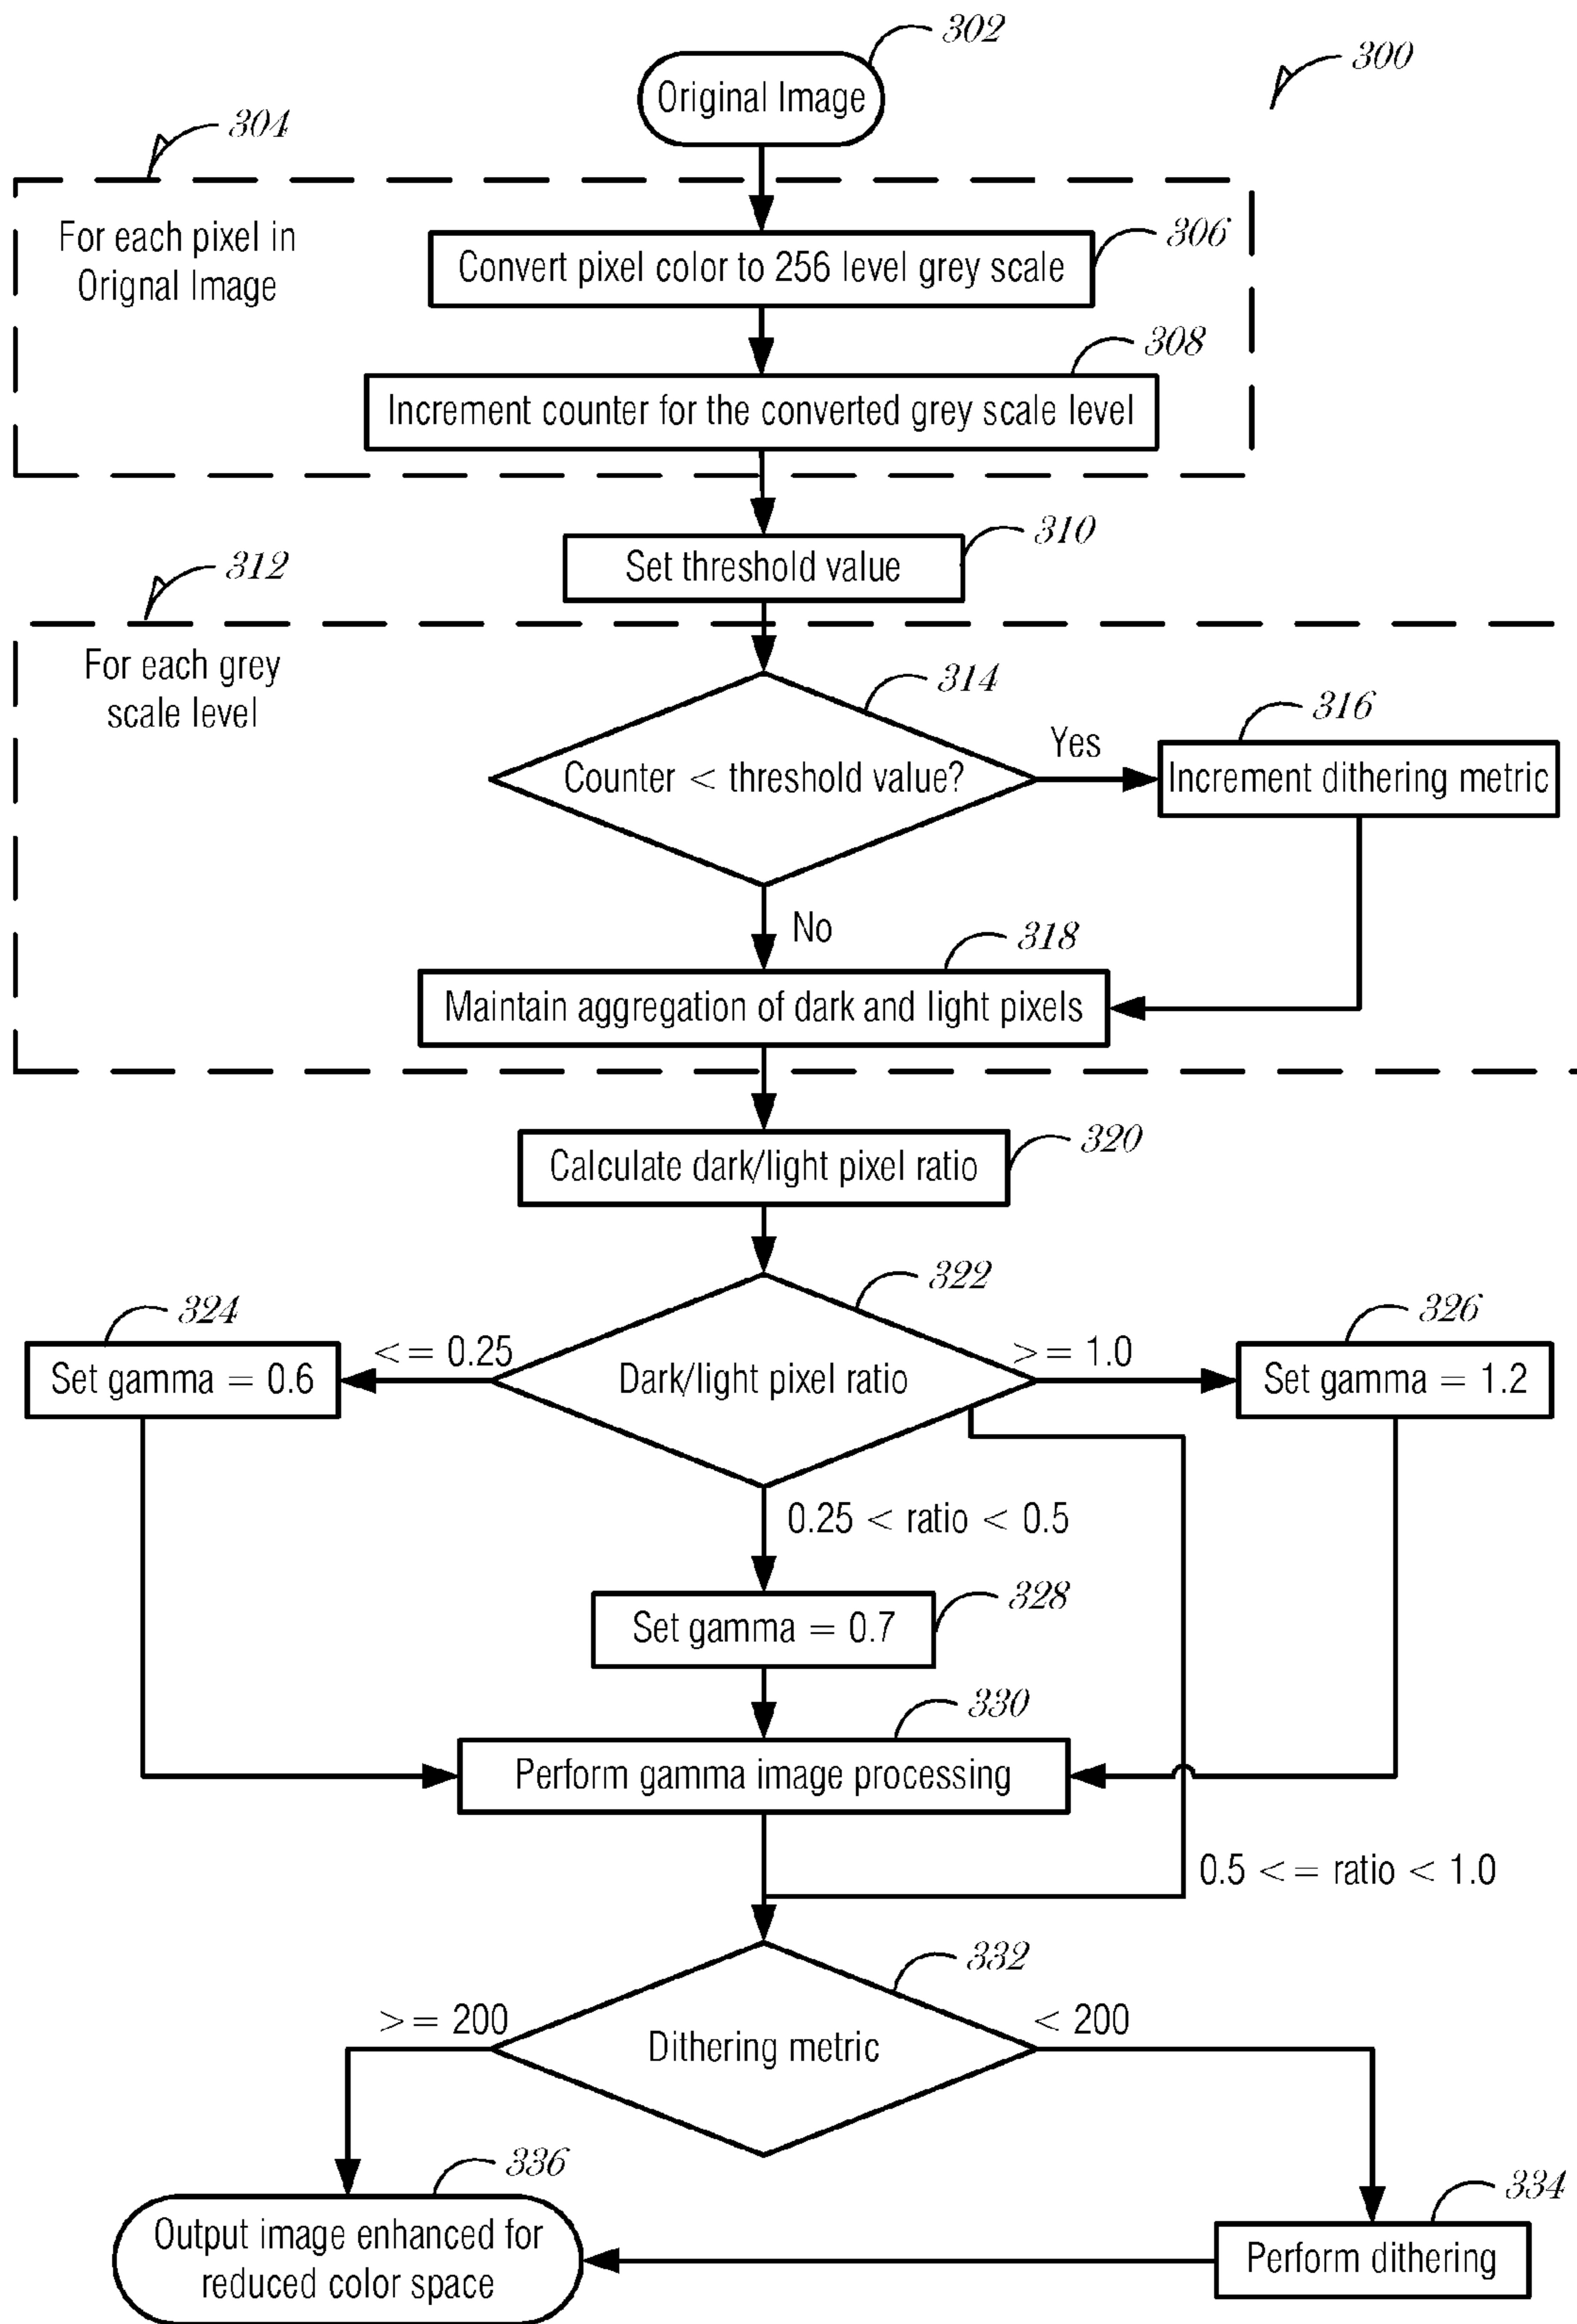 302
Original Image
300
304
For each pixel in
Orignal Image
306
Convert pixel color to 256 level grey scale
308
Increment counter for the converted grey scale level
310
Set threshold value
312
For each grey
scale level
314
Counter < threshold value?
Yes
316
Increment dithering metric
No
318
Maintain aggregation of dark and light pixels
320
Calculate dark/light pixel ratio
322
Dark/light pixel ratio
324
<= 0.25
Set gamma = 0.6
>= 1.0
326
Set gamma = 1.2
0.25 < ratio < 0.5
328
Set gamma = 0.7
330
Perform gamma image processing
0.5 <= ratio < 1.0
332
Dithering metric
>= 200
< 200
336
Output image enhanced for
reduced color space
334
Perform dithering